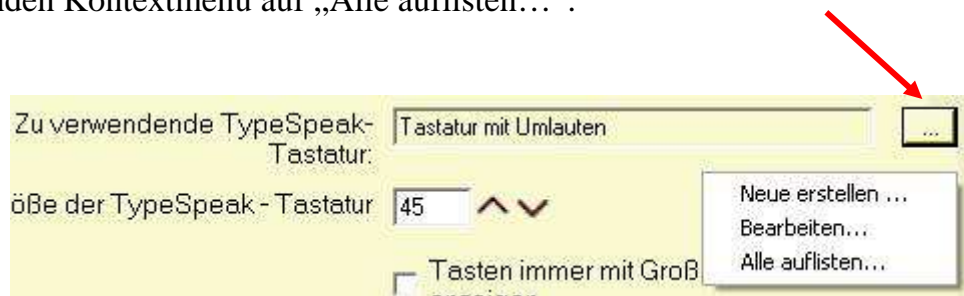 nden Kontextmenü auf „Alle auflisten…“.
Zu verwendende TypeSpeak-
Tastatur:
Tastatur mit Umlauten
...
öße der TypeSpeak - Tastatur
45
Neue erstellen ...
Bearbeiten...
Alle auflisten...
Tasten immer mit Groß